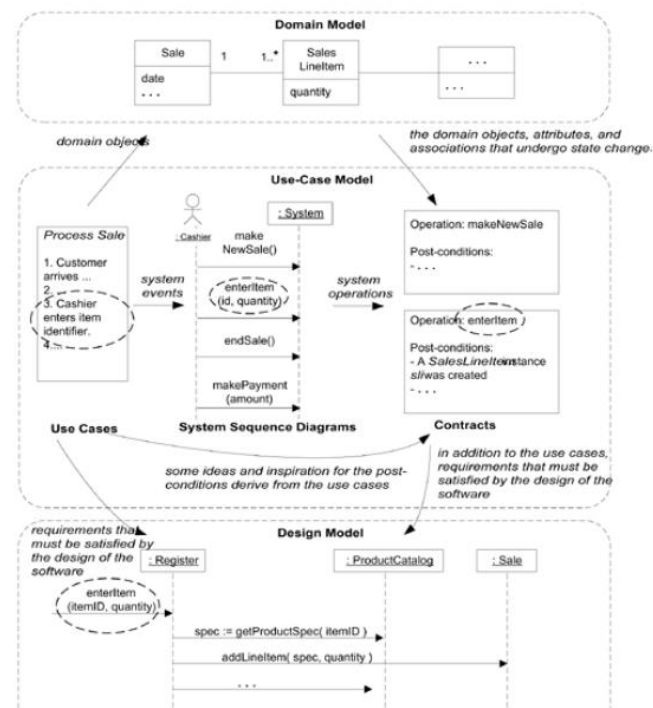 Domain Model
Sale
1
1..*
Sales
LineItem
. . .
date
. . .
quantity
. . .
domain objects
the domain objects, attributes, and
associations that undergo state change
Use-Case Model
Process Sale
1. Customer
arrives ...
2. ...
3. Cashier
enters item
identifier.
4....
system
events
: Cashier
: System
make
NewSale()
enterItem
(id, quantity)
endSale()
makePayment
(amount)
system
operations
Operation: makeNewSale
Post-conditions:
- . . .
Operation: enterItem
Post-conditions:
- A SalesLineItem instance
sli was created
- . . .
Use Cases
System Sequence Diagrams
Contracts
some ideas and inspiration for the post-
conditions derive from the use cases
in addition to the use cases,
requirements that must be
satisfied by the design of the
software
Design Model
requirements that
must be satisfied by
the design of the
software
: Register
: ProductCatalog
: Sale
enterItem
(itemID, quantity)
spec := getProductSpec( itemID )
addLineItem( spec, quantity )
. . .